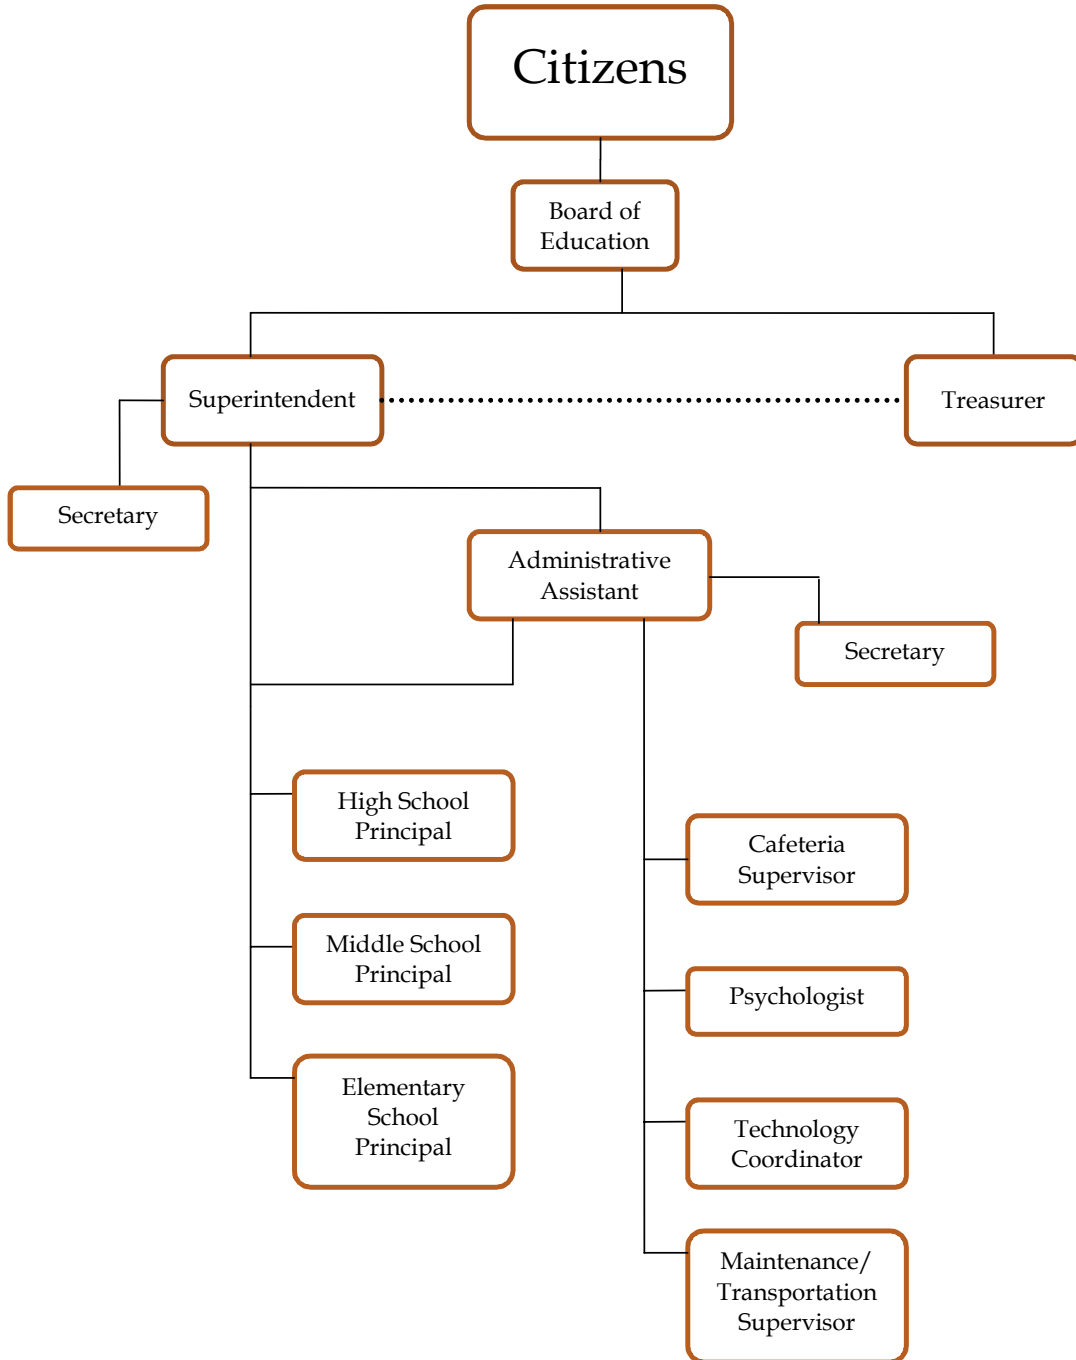 Citizens
Board of
Education
Superintendent
Treasurer
Secretary
Administrative
Assistant
Secretary
High School
Principal
Cafeteria
Supervisor
Middle School
Principal
Psychologist
Elementary
School
Principal
Technology
Coordinator
Maintenance/
Transportation
Supervisor